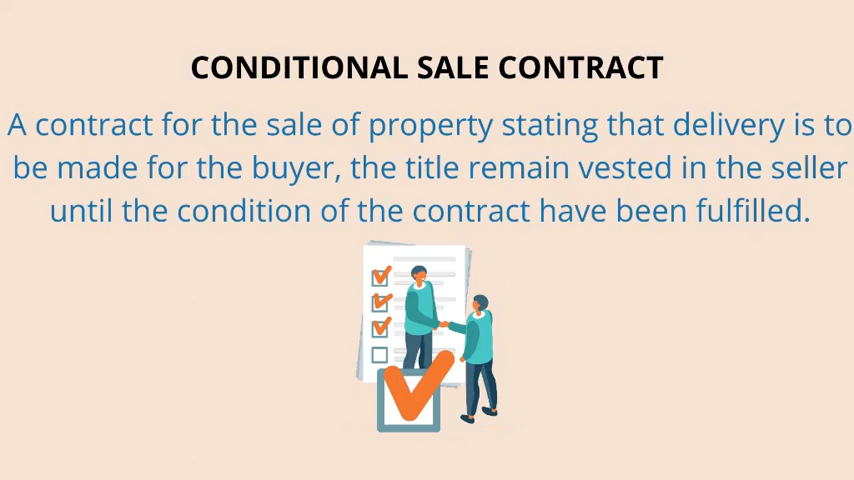 CONDITIONAL SALE CONTRACT
A contract for the sale of property stating that delivery is to
be made for the buyer, the title remain vested in the seller
until the condition of the contract have been fulfilled.